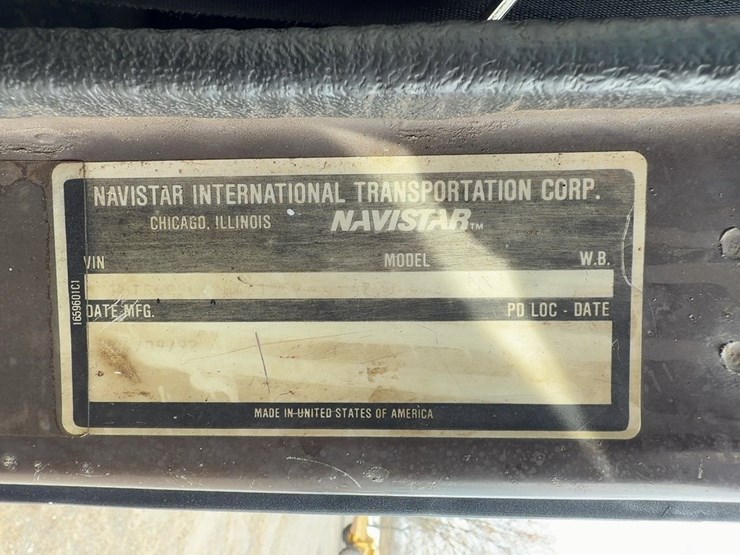 NAVISTAR INTERNATIONAL TRANSPORTATION CORP.
CHICAGO, ILLINOIS NAVISTAR™
VIN MODEL W.B.
DATE MFG. PD LOC - DATE
MADE IN UNITED STATES OF AMERICA
1659601C1